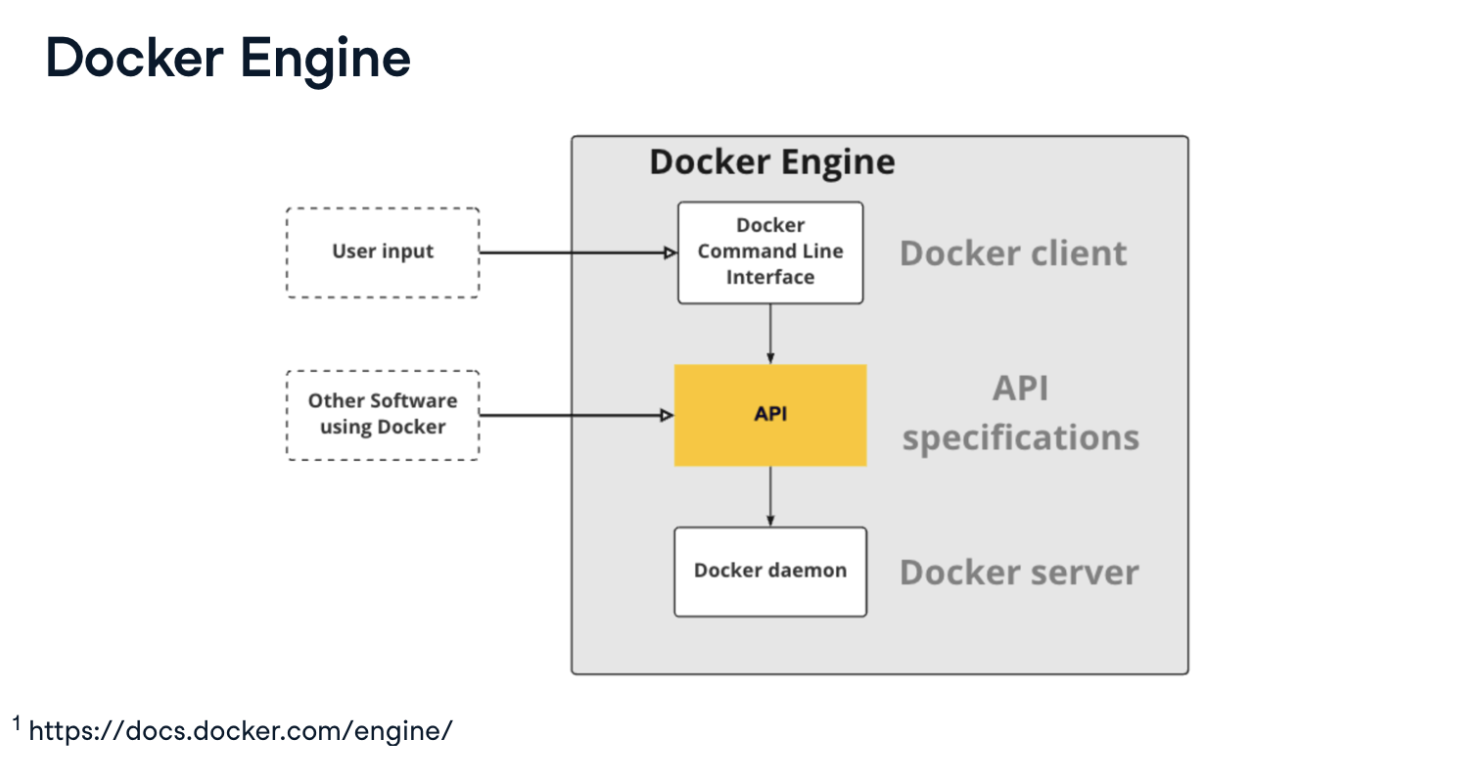 Docker Engine
Docker Engine
User input
Docker
Command Line
Interface
Docker client
Other Software
using Docker
API
API
specifications
Docker daemon
Docker server
1 https://docs.docker.com/engine/